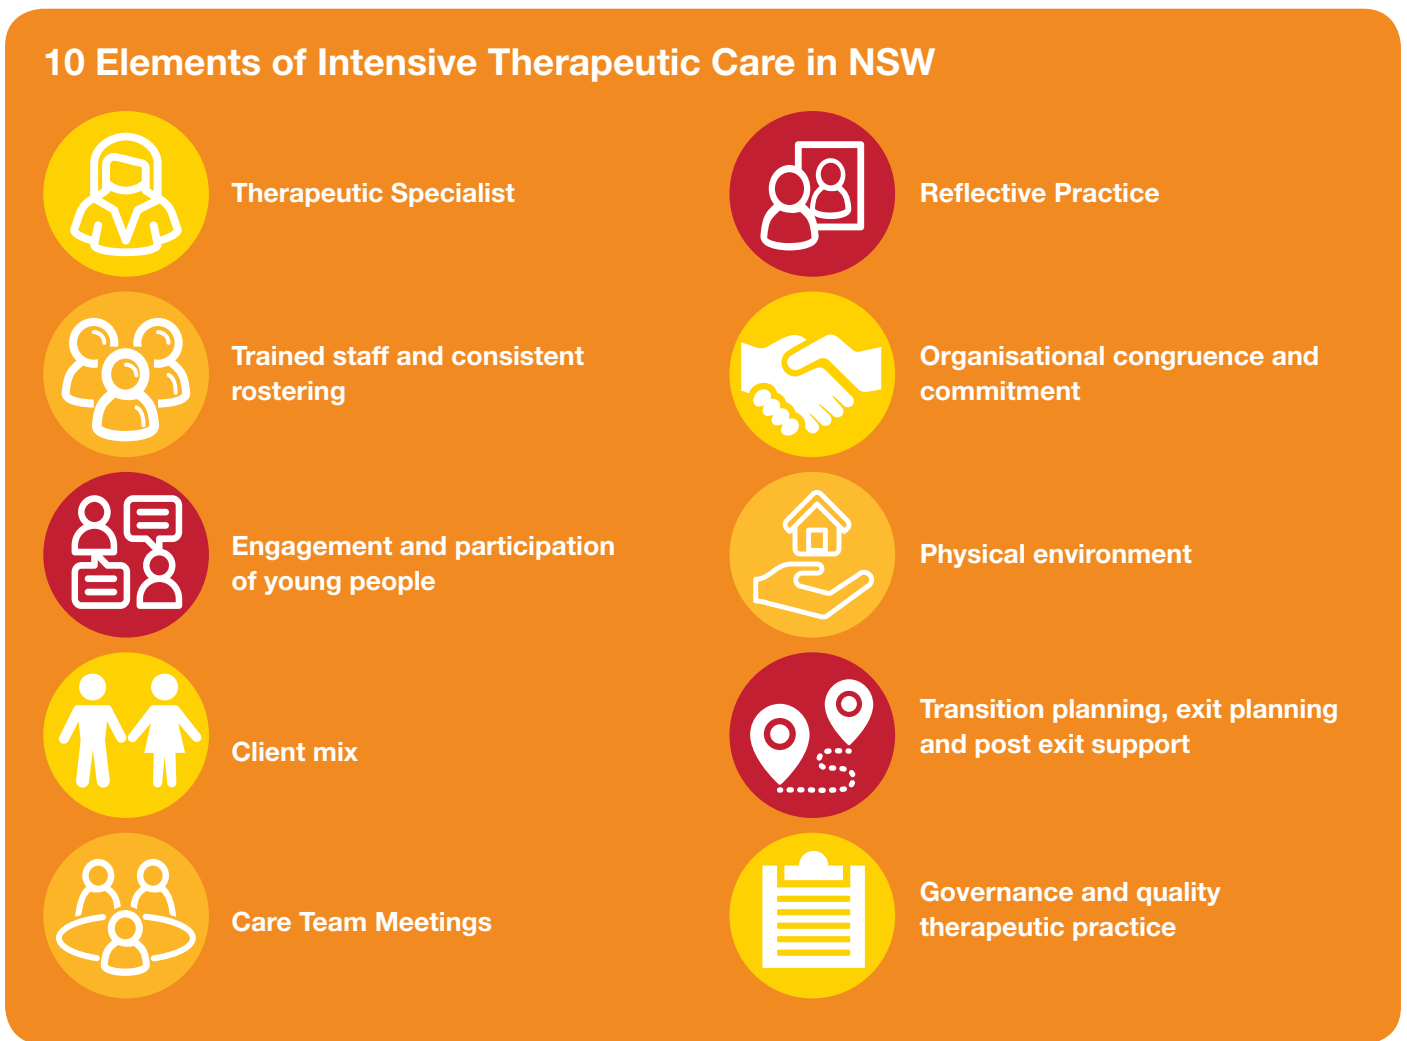 10 Elements of Intensive Therapeutic Care in NSW
Therapeutic Specialist
Trained staff and consistent
rostering
Engagement and participation
of young people
Client mix
Care Team Meetings
Reflective Practice
Organisational congruence and
commitment
Physical environment
Transition planning, exit planning
and post exit support
Governance and quality
therapeutic practice